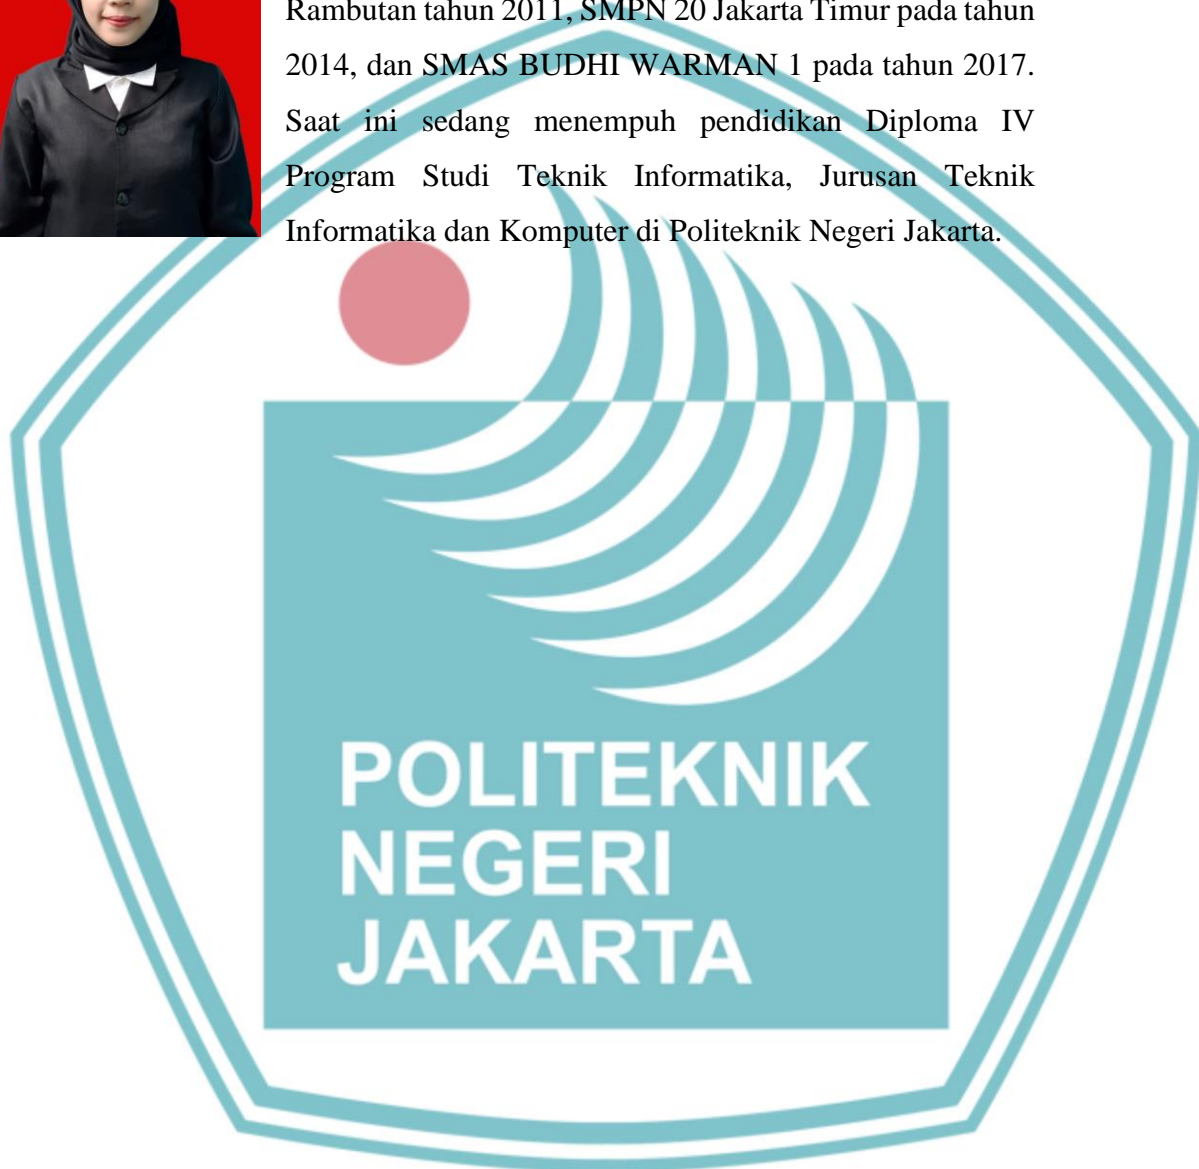 Rambutan tahun 2011, SMPN 20 Jakarta Timur pada tahun
2014, dan SMAS BUDHI WARMAN 1 pada tahun 2017.
Saat ini sedang menempuh pendidikan Diploma IV
Program Studi Teknik Informatika, Jurusan Teknik
Informatika dan Komputer di Politeknik Negeri Jakarta.
POLITEKNIK
NEGERI
JAKARTA